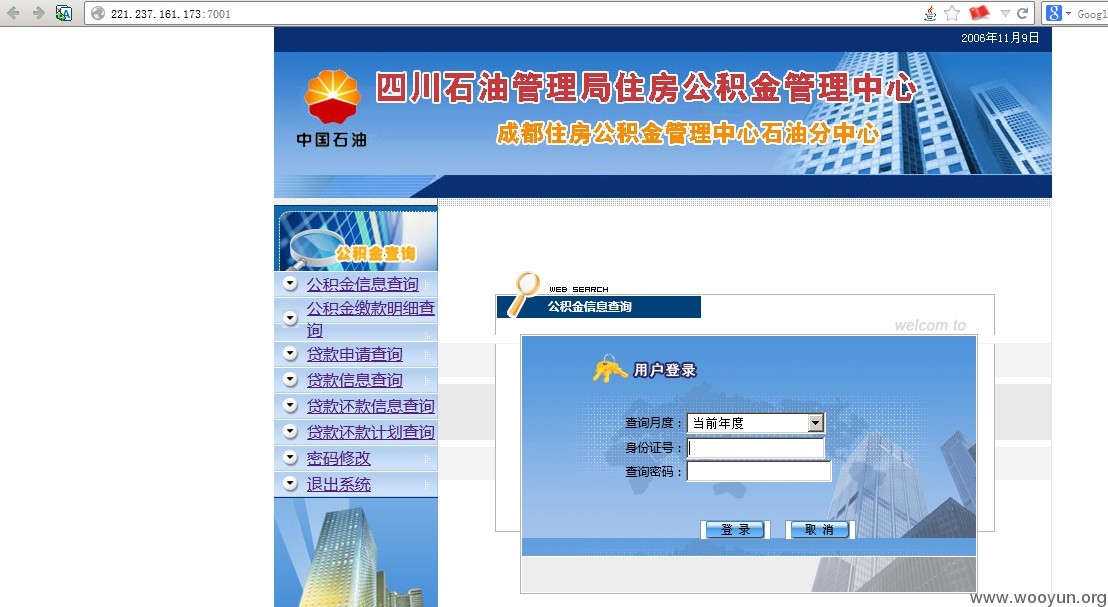 221.237.161.173:7001
Googl
2006年11月9日
四川石油管理局住房公积金管理中心
成都住房公积金管理中心石油分中心
中国石油
公积金查询
公积金信息查询
公积金缴款明细查
询
贷款申请查询
贷款信息查询
贷款还款信息查询
贷款还款计划查询
密码修改
退出系统
WEB SEARCH
公积金信息查询
welcom to
用户登录
查询月度：
当前年度
身份证号：
查询密码：
登 录
取 消
www.wooyun.org